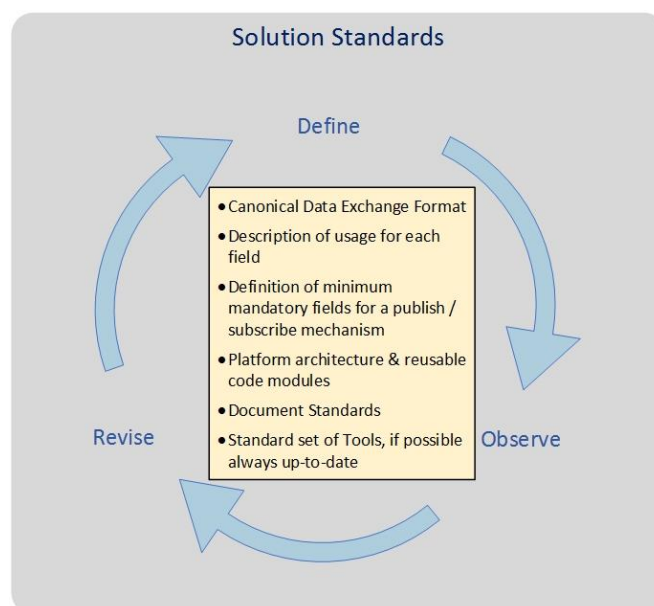 Solution Standards
Define
• Canonical Data Exchange Format
• Description of usage for each
field
• Definition of minimum
mandatory fields for a publish /
subscribe mechanism
• Platform architecture & reusable
code modules
• Document Standards
• Standard set of Tools, if possible
always up-to-date
Revise
Observe